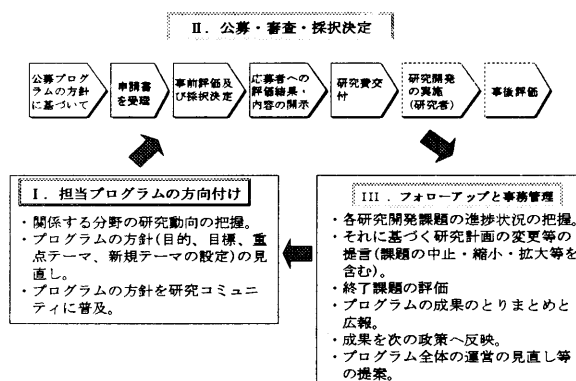 II．公募・審査・採択決定
公募プログ
ラムの方針
に基づいて
申請書
を受理
事前評価及
び採択決定
応募者への
評価結果・
内容の開示
研究費交
付
研究開発
の実施
(研究者)
事後評価
I．担当プログラムの方向付け
・関係する分野の研究動向の把握。
・プログラムの方針(目的、目標、重
点テーマ、新規テーマの設定)の見
直し。
・プログラムの方針を研究コミュニ
ティに普及。
III．フォローアップと事務管理
・各研究開発課題の進捗状況の把握。
・それに基づく研究計画の変更等の
提言(課題の中止・縮小・拡大等を
含む)。
・終了課題の評価
・プログラムの成果のとりまとめと
広報。
・成果を次の政策へ反映。
・プログラム全体の運営の見直し等
の提案。